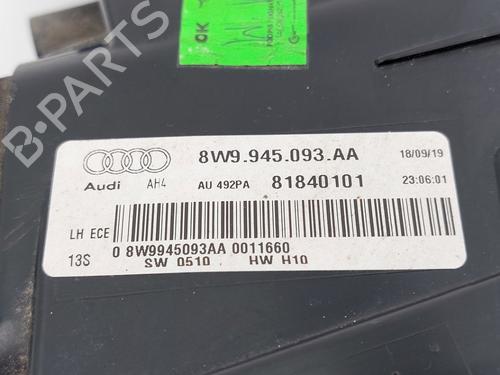 OK
8W9.945.093.AA 18/09/19
Audi AH4 AU 492PA 81840101 23:06:01
LH ECE
13S 0 8W9945093AA 0011660
SW 0510 HW H10
B-PARTS